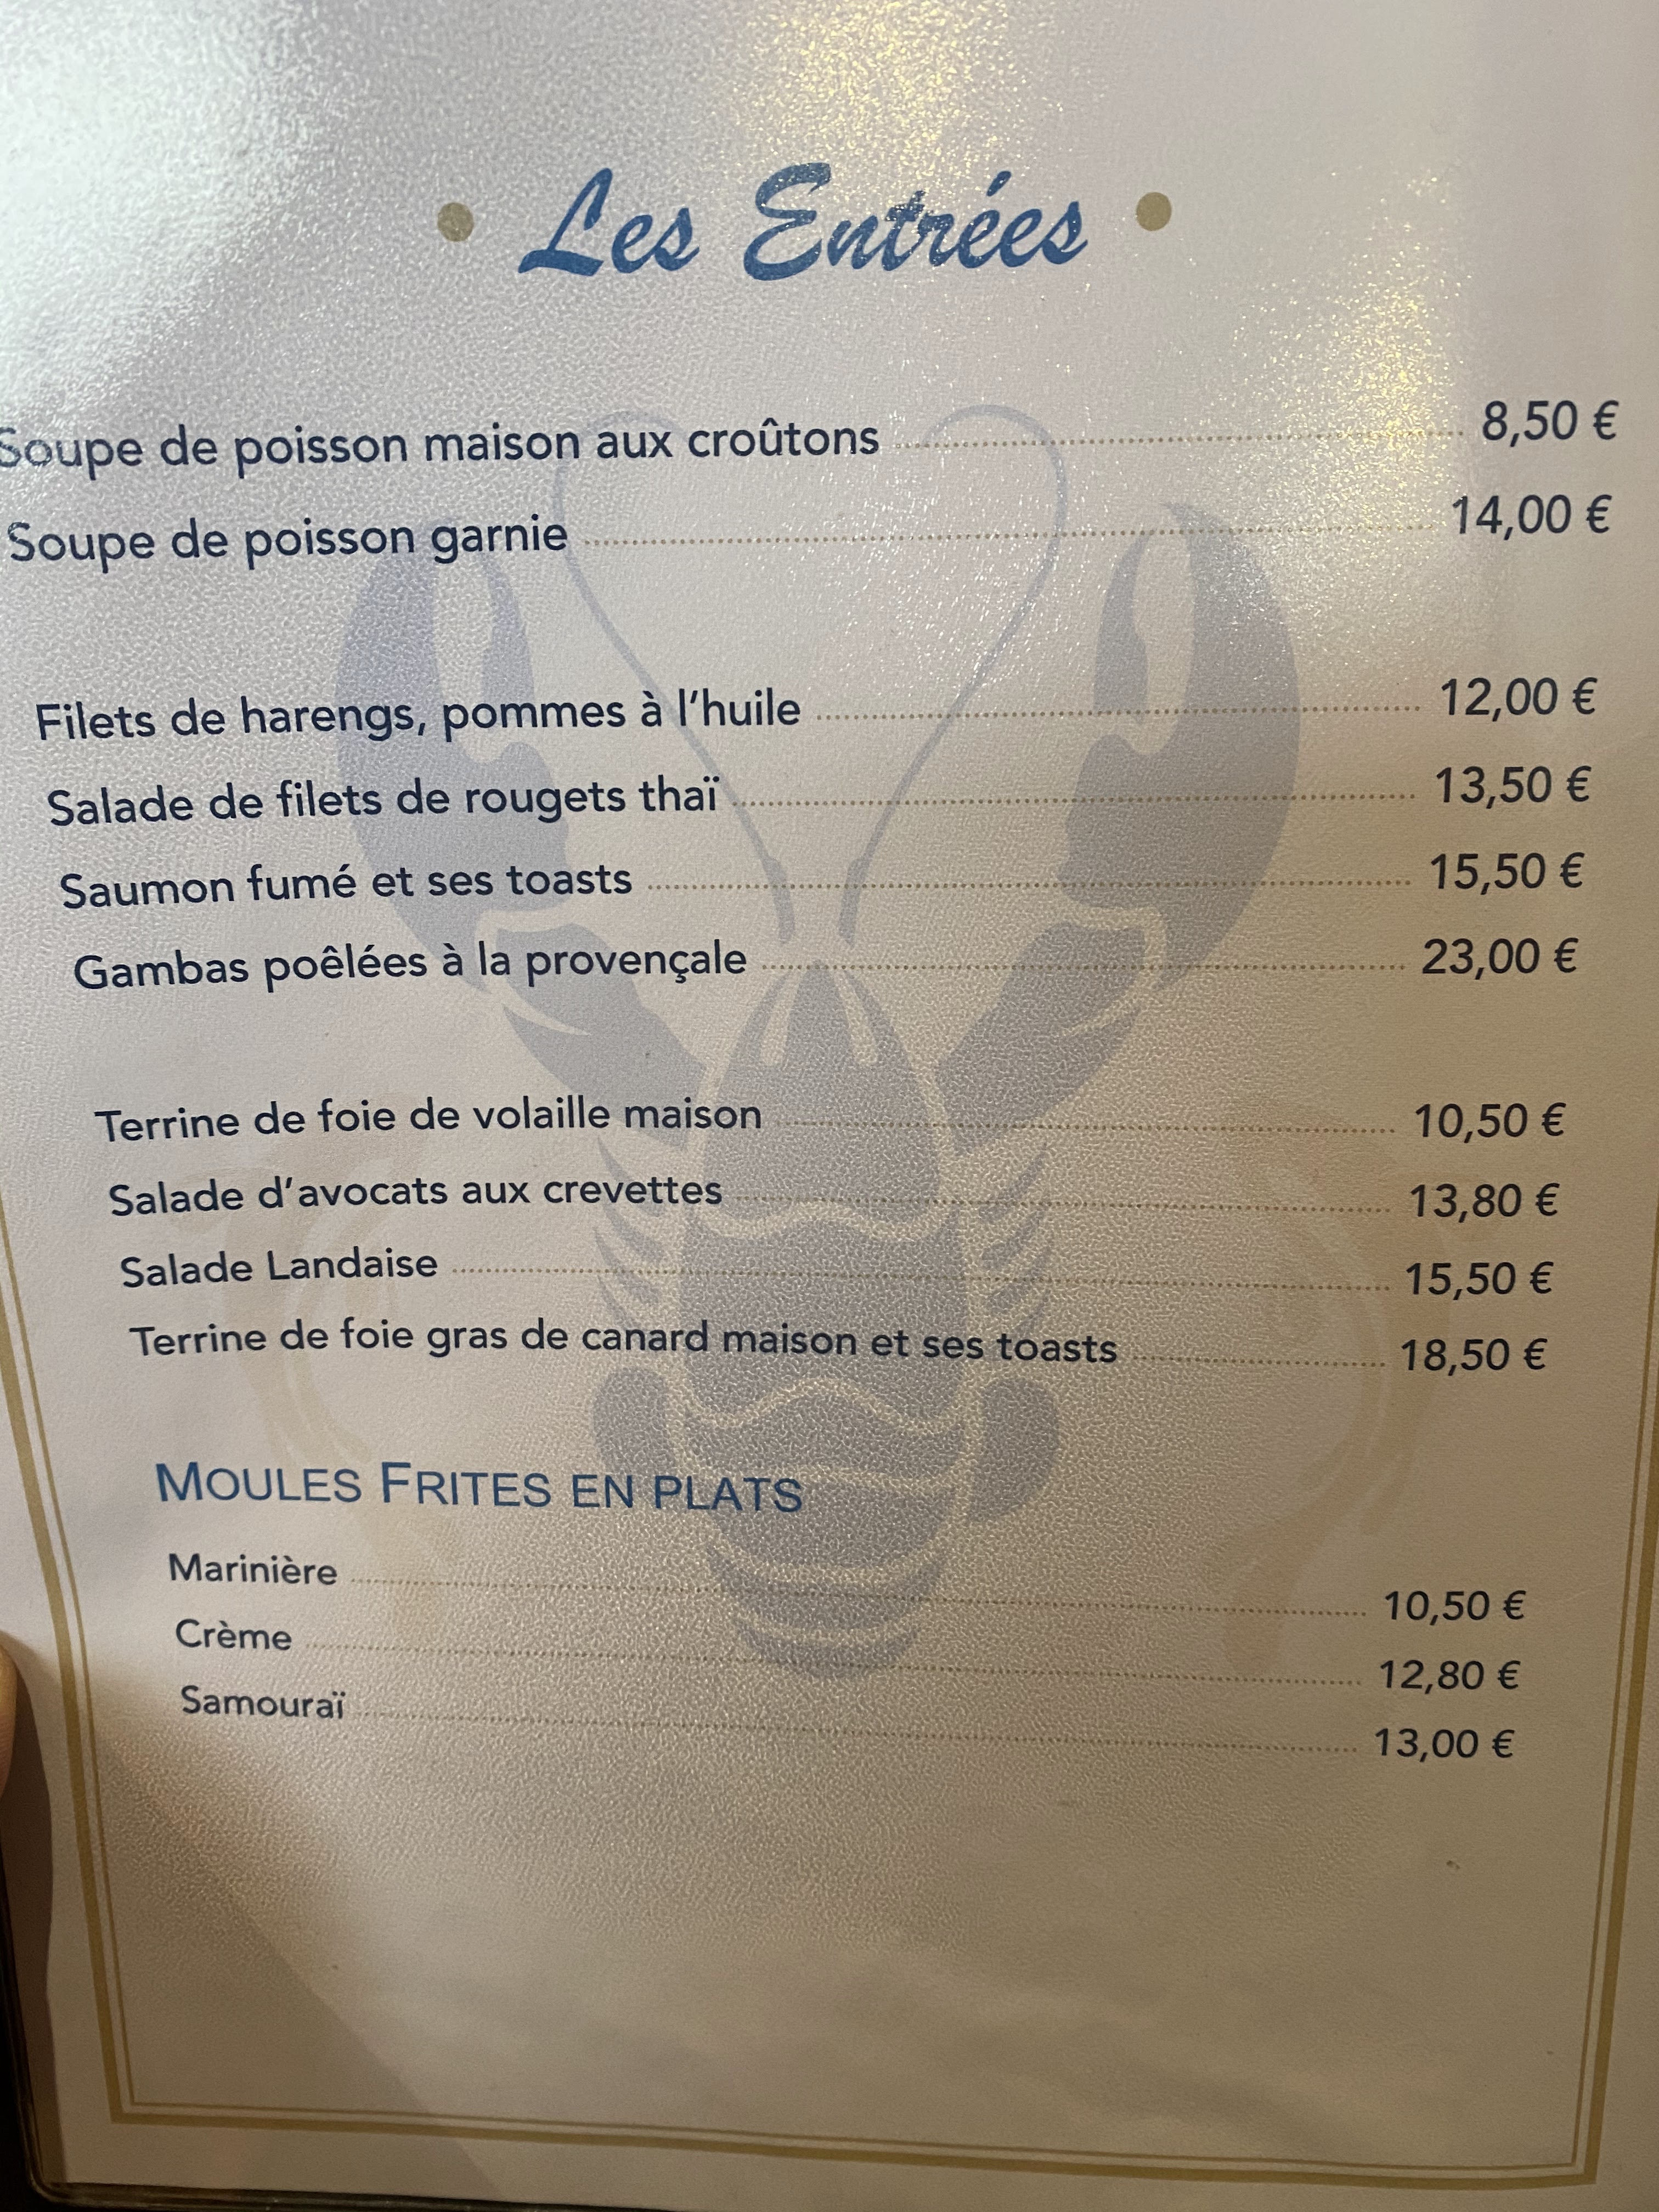 Les Entrées
Soupe de poisson maison aux croûtons 8,50 €
Soupe de poisson garnie 14,00 €
Filets de harengs, pommes à l'huile 12,00 €
Salade de filets de rougets thaï 13,50 €
Saumon fumé et ses toasts 15,50 €
Gambas poêlées à la provençale 23,00 €
Terrine de foie de volaille maison 10,50 €
Salade d'avocats aux crevettes 13,80 €
Salade Landaise 15,50 €
Terrine de foie gras de canard maison et ses toasts 18,50 €
MOULES FRITES EN PLATS
Marinière 10,50 €
Crème 12,80 €
Samouraï 13,00 €